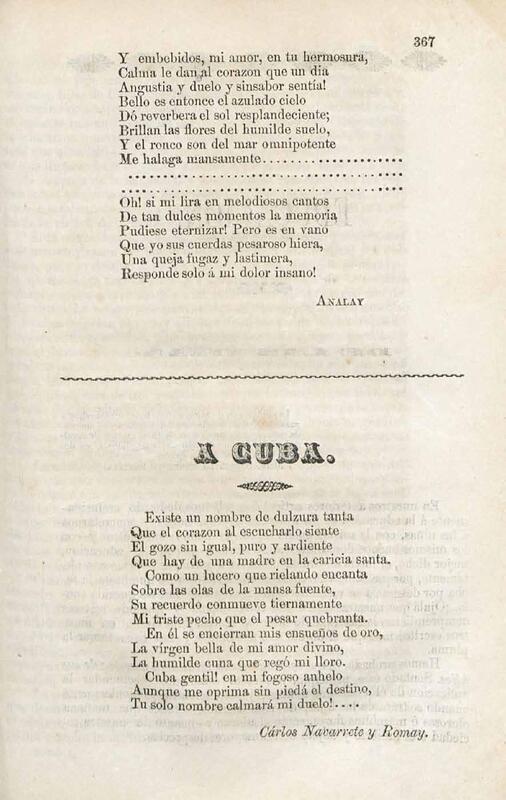 367
Y embebidos, mi amor, en tu hermosura,
Calma le dan al corazon que un dia
Angustia y duelo y sinsabor sentía!
Bello es entonce el azulado cielo
Dó reverbera el sol resplandeciente;
Brillan las flores del humilde suelo,
Y el ronco son del mar omnipotente
Me halaga mansamente......................
............................................
............................................
Oh! si mi lira en melodiosos cantos
De tan dulces momentos la memoria
Pudiese eternizar! Pero es en vano
Que yo sus cuerdas pesaroso hiera,
Una queja fugaz y lastimera,
Responde solo á mi dolor insano!
ANALAY
A CUBA.
Existe un nombre de dulzura tanta
Que el corazon al escucharlo siente
El gozo sin igual, puro y ardiente
Que hay de una madre en la caricia santa.
Como un lucero que rielando encanta
Sobre las olas de la mansa fuente,
Su recuerdo conmueve tiernamente
Mi triste pecho que el pesar quebranta.
En él se encierran mis ensueños de oro,
La vírgen bella de mi amor divino,
La humilde cuna que regó mi lloro.
Cuba gentil! en mi fogoso anhelo
Aunque me oprima sin piedá el destino,
Tu solo nombre calmará mi duelo!....
Cárlos Navarrete y Romay.